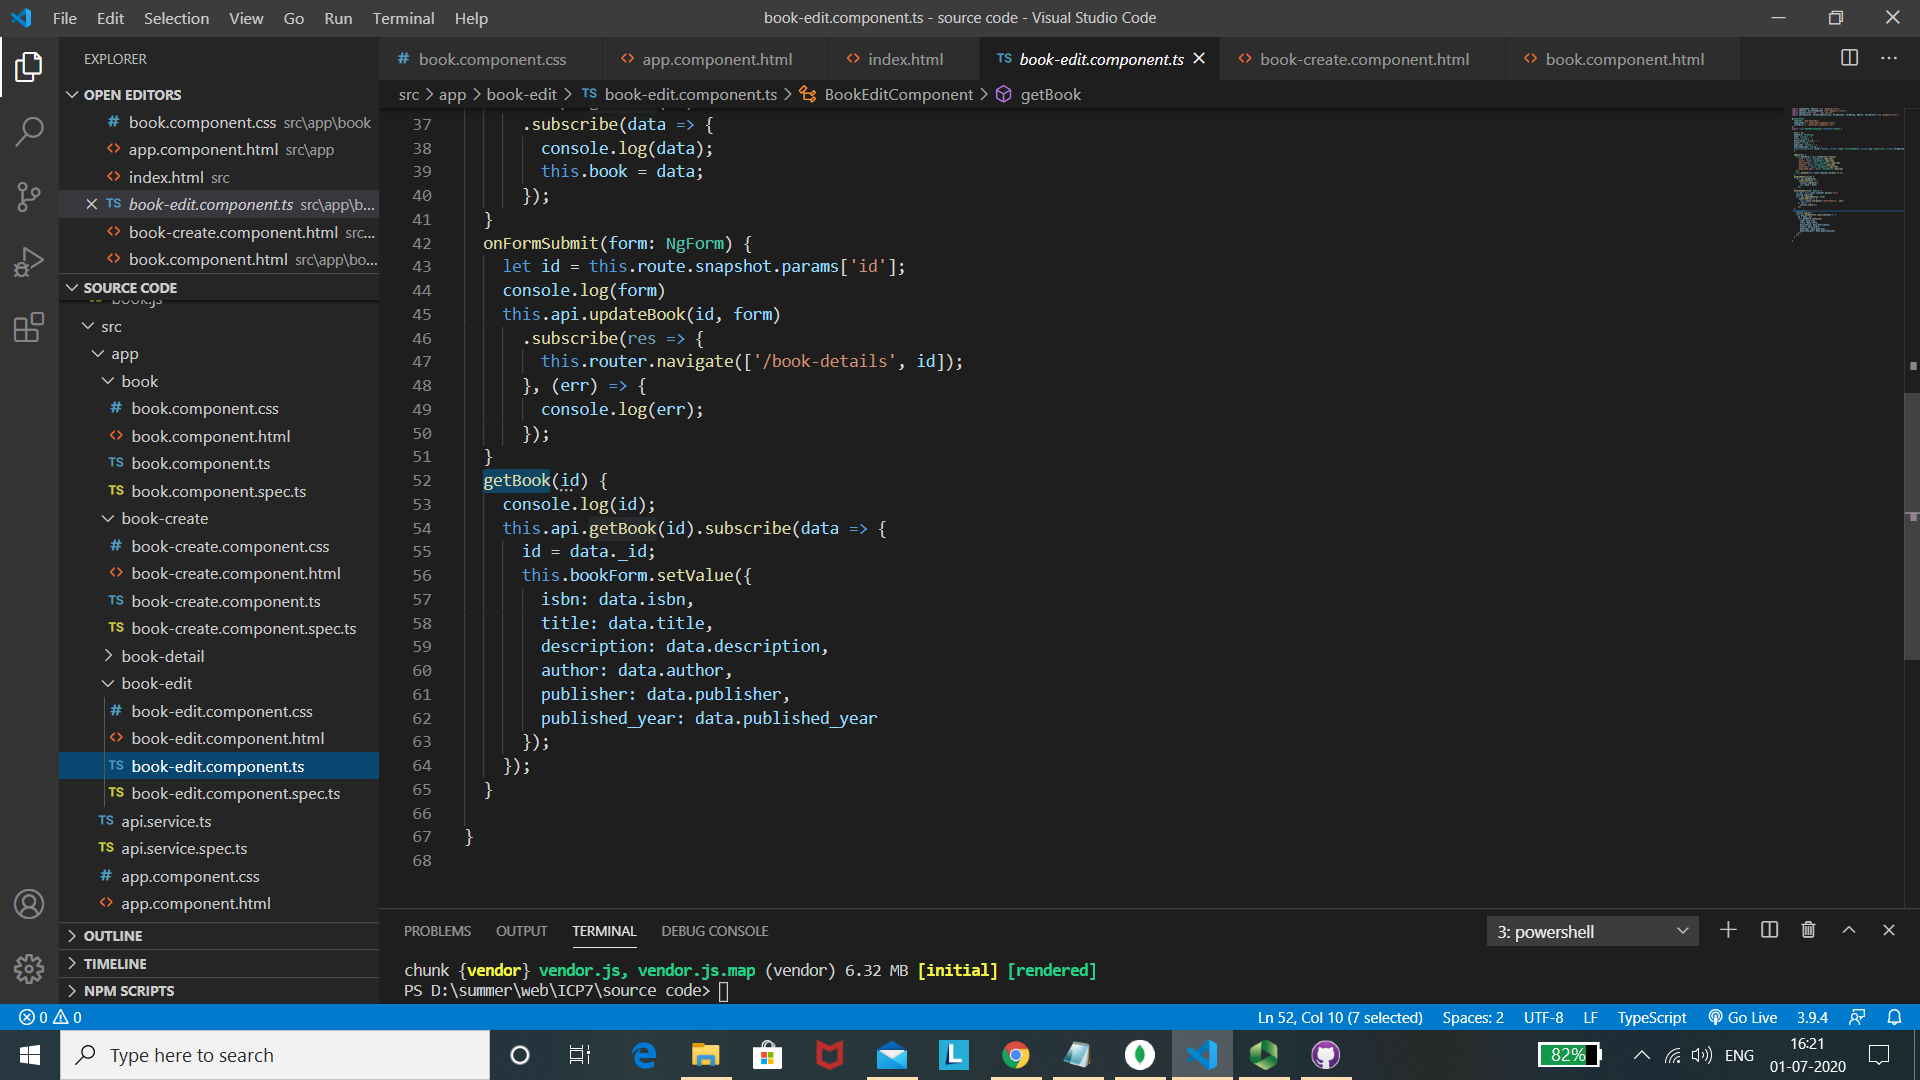 File Edit Selection View Go Run Terminal Help
book-edit.component.ts - source code - Visual Studio Code
EXPLORER
OPEN EDITORS
# book.component.css src\app\book
<> app.component.html src\app
<> index.html src
TS book-edit.component.ts src\app\b...
<> book-create.component.html src...
<> book.component.html src\app\bo...
SOURCE CODE
book.js
src
app
book
# book.component.css
<> book.component.html
TS book.component.ts
TS book.component.spec.ts
book-create
# book-create.component.css
<> book-create.component.html
TS book-create.component.ts
TS book-create.component.spec.ts
book-detail
book-edit
# book-edit.component.css
<> book-edit.component.html
TS book-edit.component.ts
TS book-edit.component.spec.ts
TS api.service.ts
TS api.service.spec.ts
# app.component.css
<> app.component.html
OUTLINE
TIMELINE
NPM SCRIPTS
# book.component.css <> app.component.html <> index.html TS book-edit.component.ts <> book-create.component.html <> book.component.html
src > app > book-edit > TS book-edit.component.ts > BookEditComponent > getBook
37 .subscribe(data => {
38 console.log(data);
39 this.book = data;
40 });
41 }
42 onFormSubmit(form: NgForm) {
43 let id = this.route.snapshot.params['id'];
44 console.log(form)
45 this.api.updateBook(id, form)
46 .subscribe(res => {
47 this.router.navigate(['/book-details', id]);
48 }, (err) => {
49 console.log(err);
50 });
51 }
52 getBook(id) {
53 console.log(id);
54 this.api.getBook(id).subscribe(data => {
55 id = data._id;
56 this.bookForm.setValue({
57 isbn: data.isbn,
58 title: data.title,
59 description: data.description,
60 author: data.author,
61 publisher: data.publisher,
62 published_year: data.published_year
63 });
64 });
65 }
66
67 }
68
PROBLEMS OUTPUT TERMINAL DEBUG CONSOLE
3: powershell
chunk {vendor} vendor.js, vendor.js.map (vendor) 6.32 MB [initial] [rendered]
PS D:\summer\web\ICP7\source code>
0 0
Ln 52, Col 10 (7 selected) Spaces: 2 UTF-8 LF TypeScript Go Live 3.9.4
Type here to search
L
82%
ENG
16:21
01-07-2020